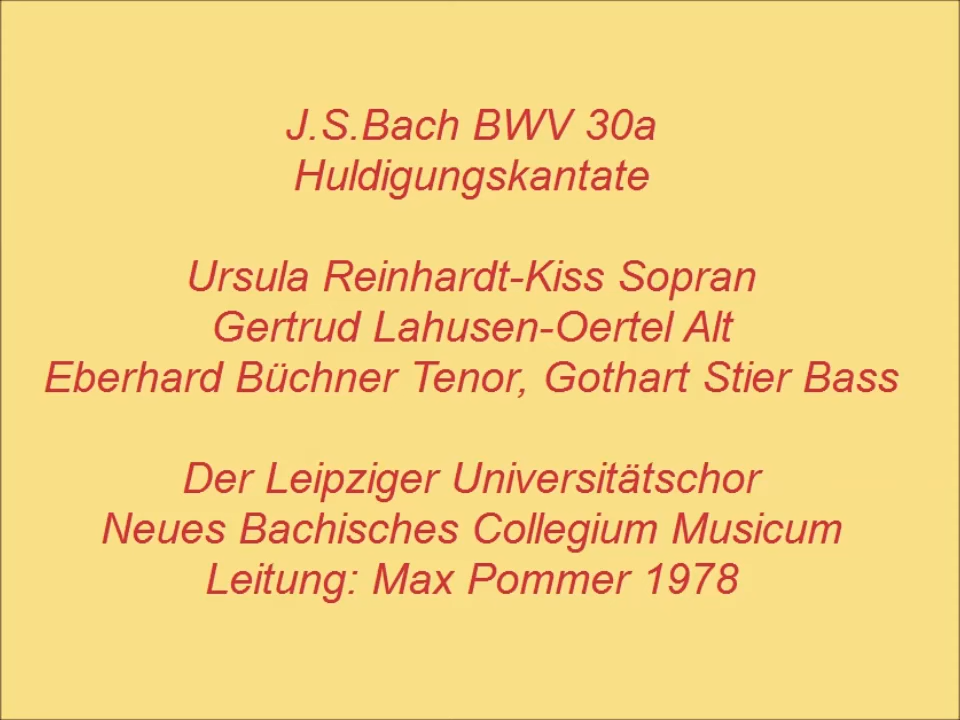 J.S.Bach BWV 30a
Huldigungskantate
Ursula Reinhardt-Kiss Sopran
Gertrud Lahusen-Oertel Alt
Eberhard Büchner Tenor, Gothart Stier Bass
Der Leipziger Universitätschor
Neues Bachisches Collegium Musicum
Leitung: Max Pommer 1978